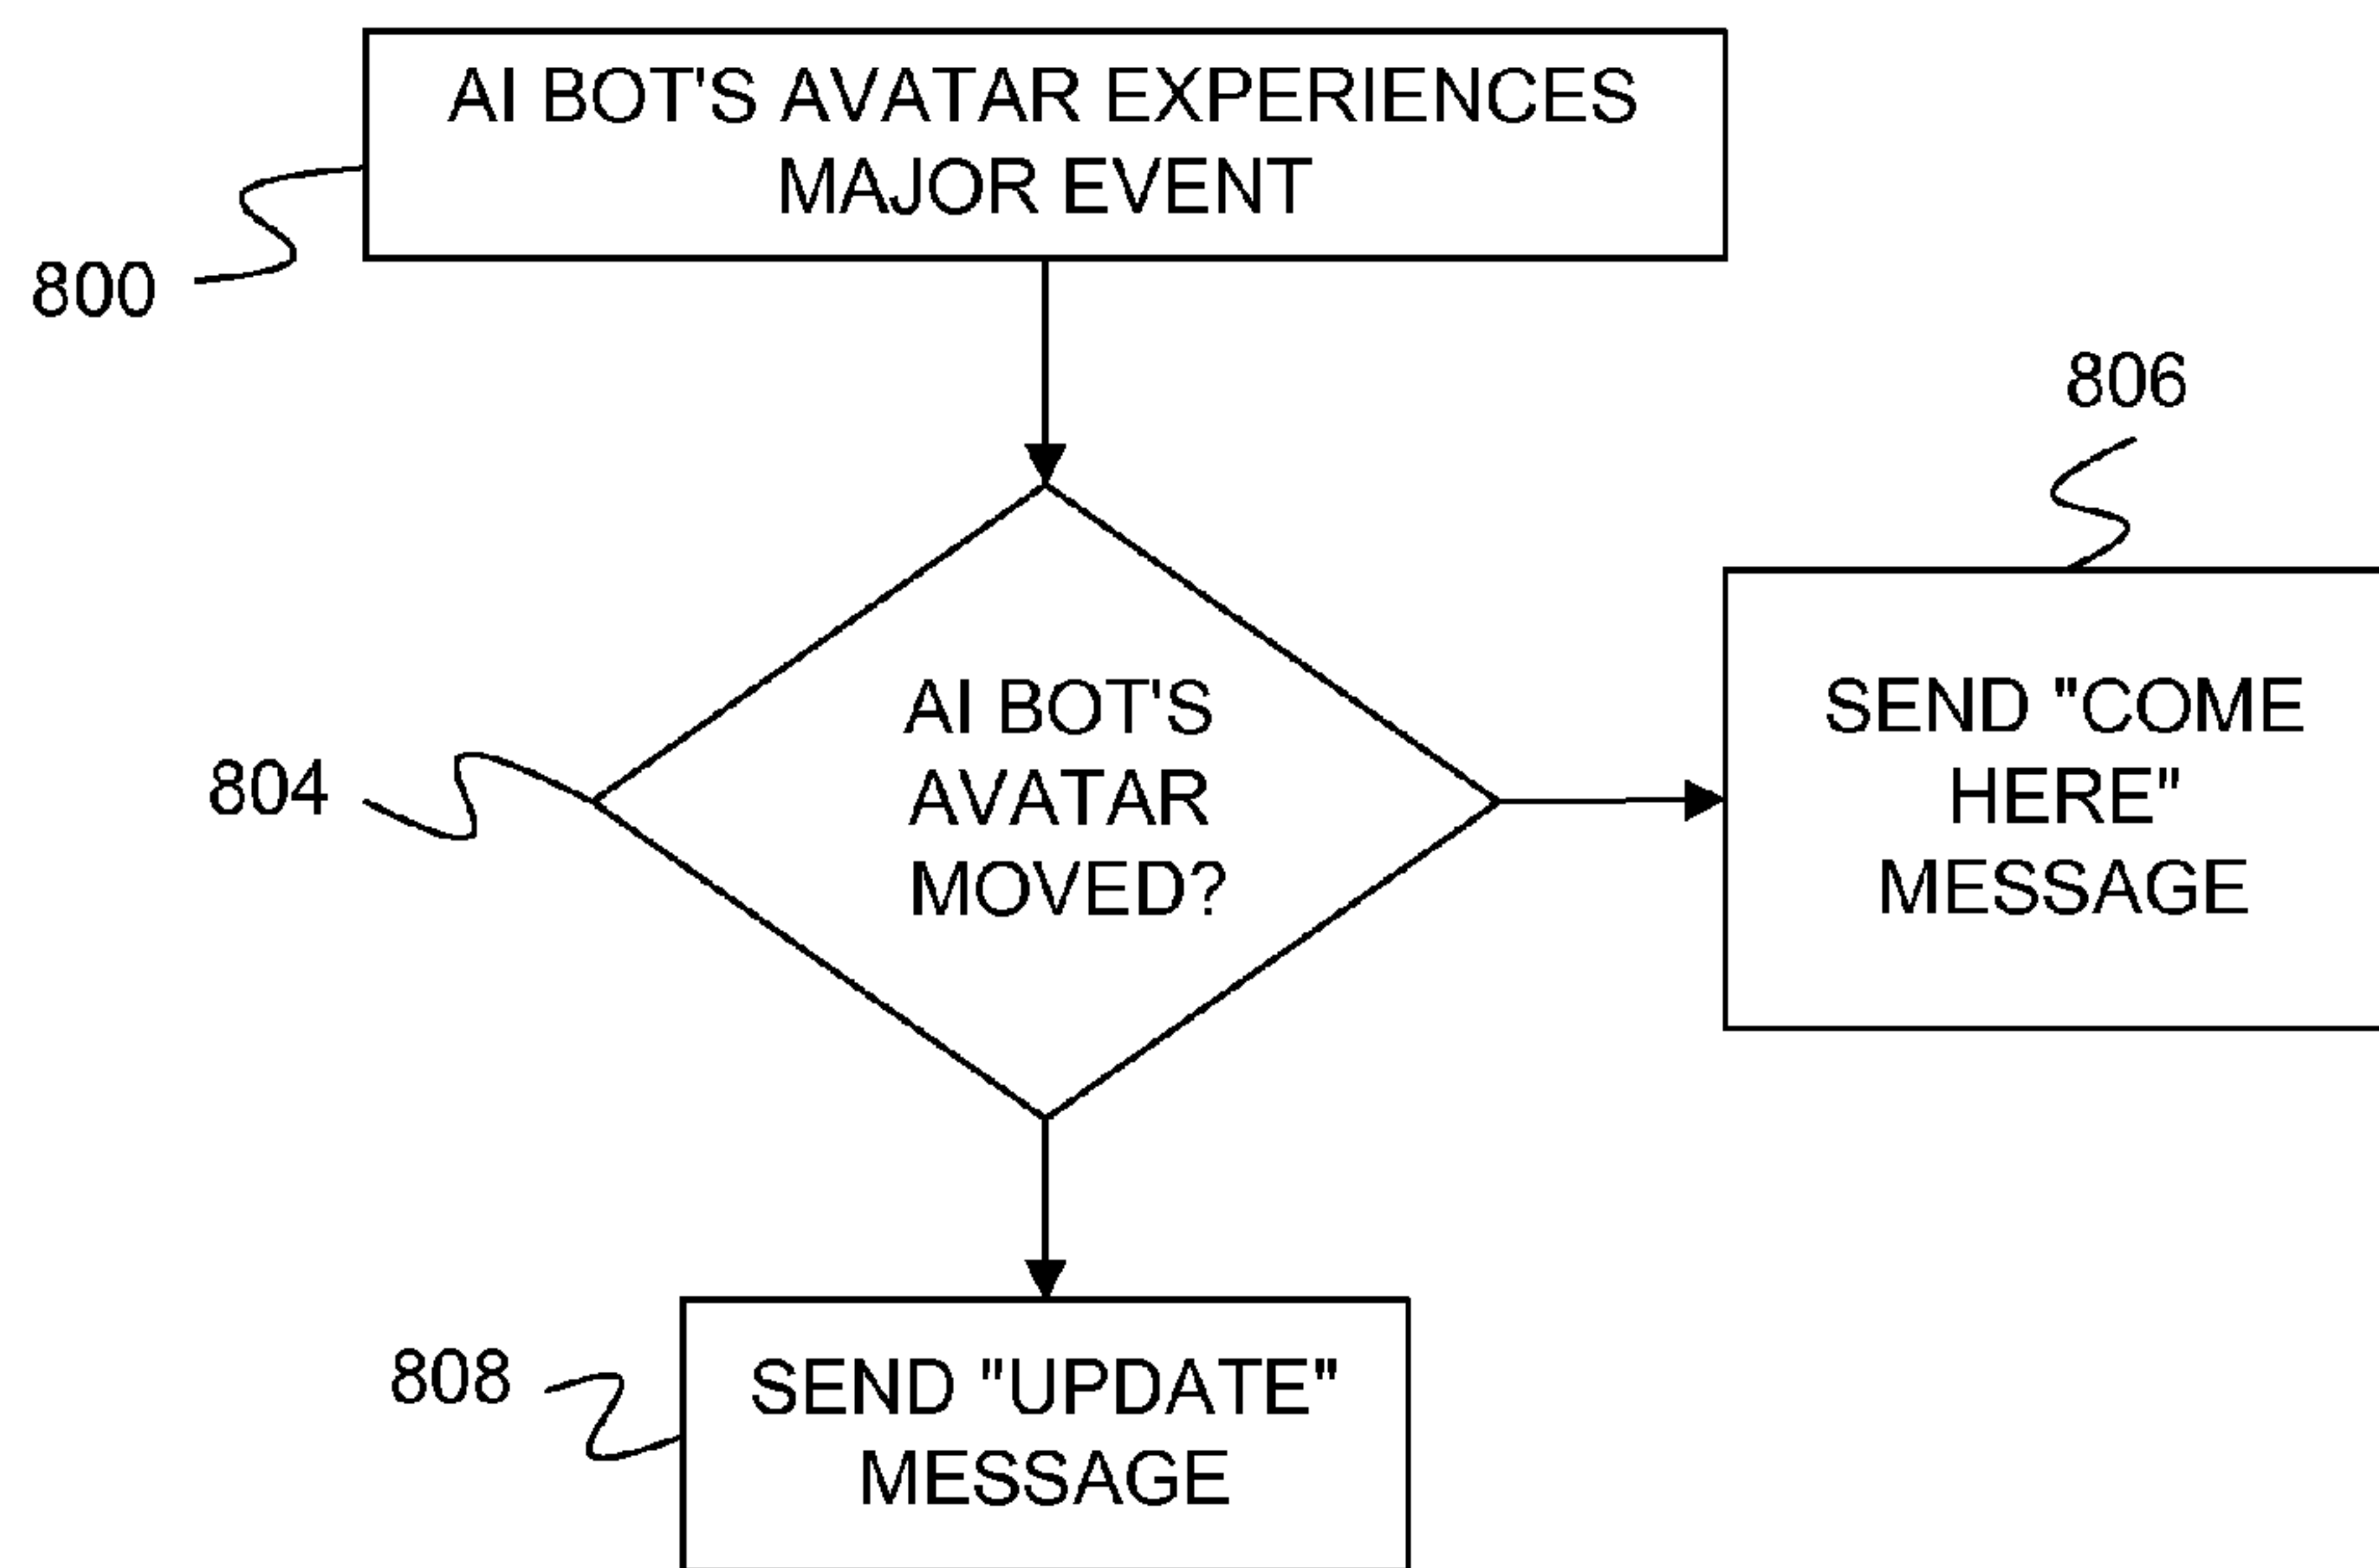 AI BOT'S AVATAR EXPERIENCES
MAJOR EVENT
800
806
AI BOT'S
AVATAR
MOVED?
804
SEND "COME
HERE"
MESSAGE
808
SEND "UPDATE"
MESSAGE